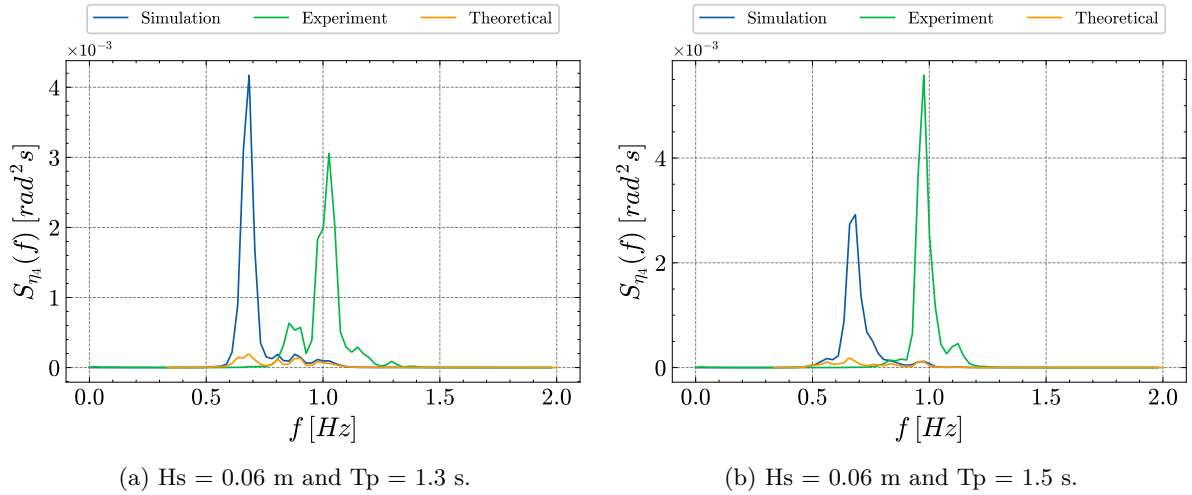 Simulation Experiment Theoretical
×10⁻³
4
3
2
1
0
S_{η₄}(f) [rad²s]
0.0 0.5 1.0 1.5 2.0
f [Hz]
(a) Hs = 0.06 m and Tp = 1.3 s.
Simulation Experiment Theoretical
×10⁻³
4
2
0
S_{η₄}(f) [rad²s]
0.0 0.5 1.0 1.5 2.0
f [Hz]
(b) Hs = 0.06 m and Tp = 1.5 s.